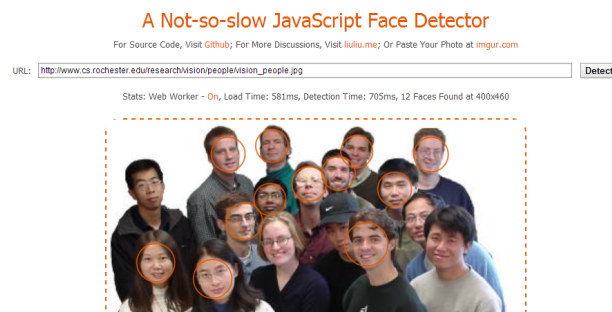 A Not-so-slow JavaScript Face Detector
For Source Code, Visit Github; For More Discussions, Visit liuliu.me; Or Paste Your Photo at imgur.com
URL: http://www.cs.rochester.edu/research/vision/people/vision_people.jpg Detect
Stats: Web Worker - On, Load Time: 581ms, Detection Time: 705ms, 12 Faces Found at 400x460